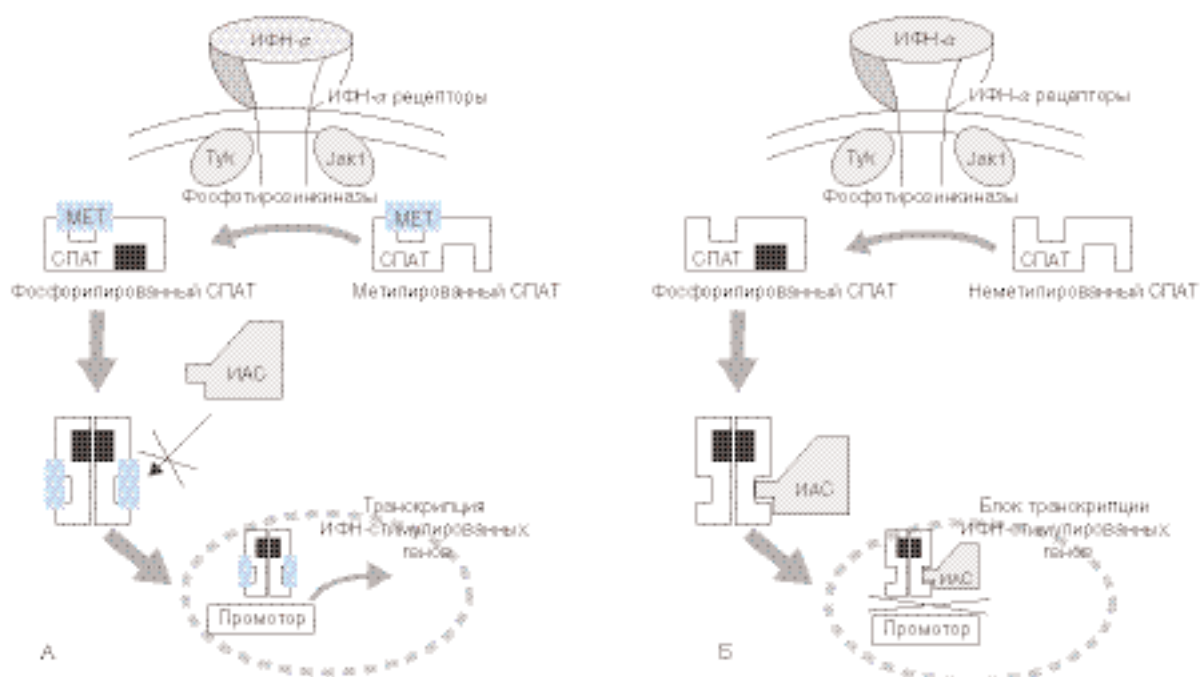 ИФН-α
ИФН-α рецепторы
Tyk
Jak1
Фосфотирозинкиназы
МЕТ
МЕТ
СПАТ
СПАТ
Фосфорилированный СПАТ
Метилированный СПАТ
ИАС
Транскрипция
ИФН-стимулированных
генов
Промотор
А
ИФН-α
ИФН-α рецепторы
Tyk
Jak1
Фосфотирозинкиназы
СПАТ
СПАТ
Фосфорилированный СПАТ
Неметилированный СПАТ
ИАС
Блок транскрипции
ИФН-стимулированных
генов
ИАС
Промотор
Б